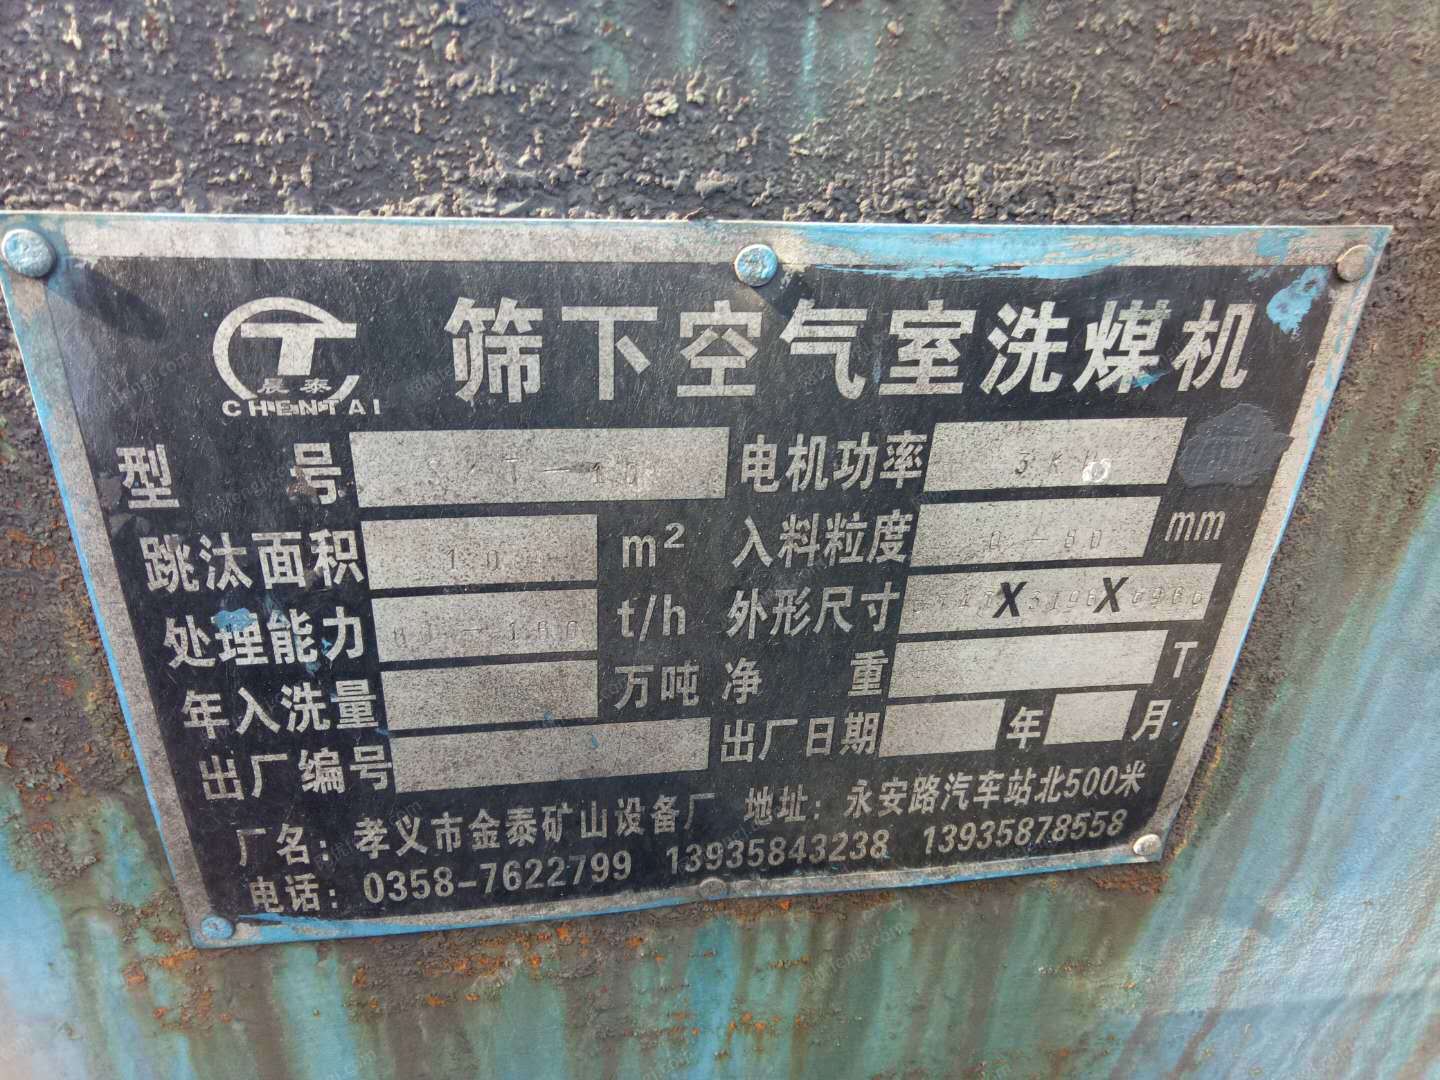 晨泰
CHENTAI
筛下空气室洗煤机
型号 电机功率 3KW
跳汰面积 10 m² 入料粒度 0-80 mm
处理能力 t/h 外形尺寸 X X
年入洗量 万吨 净重 T
出厂编号 出厂日期 年 月
厂名：孝义市金泰矿山设备厂 地址：永安路汽车站北500米
电话：0358-7622799 13935843238 13935878558